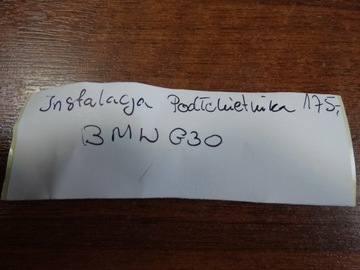 Instalacja Podłokietnika 175,-
BMW G30